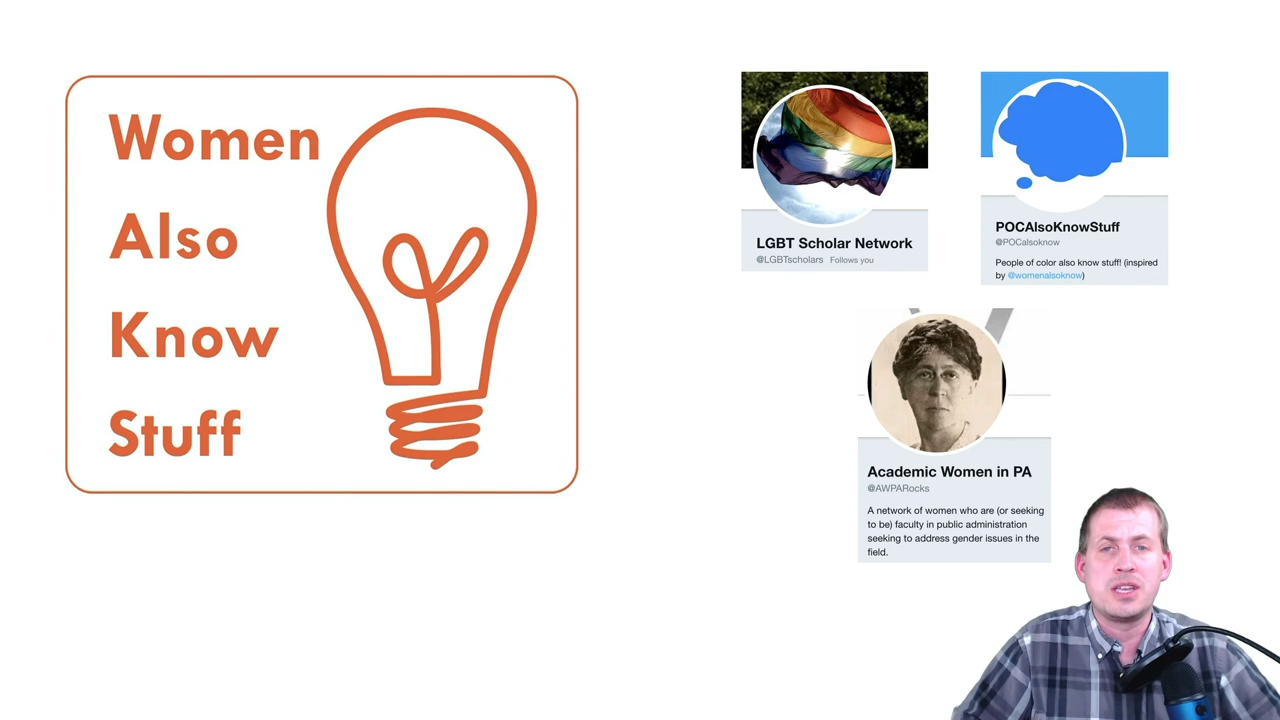 Women
Also
Know
Stuff
LGBT Scholar Network
@LGBTscholars Follows you
POCAlsoKnowStuff
@POCalsoknow
People of color also know stuff! (inspired
by @womenalsoknow)
Academic Women in PA
@AWPARocks
A network of women who are (or seeking
to be) faculty in public administration
seeking to address gender issues in the
field.